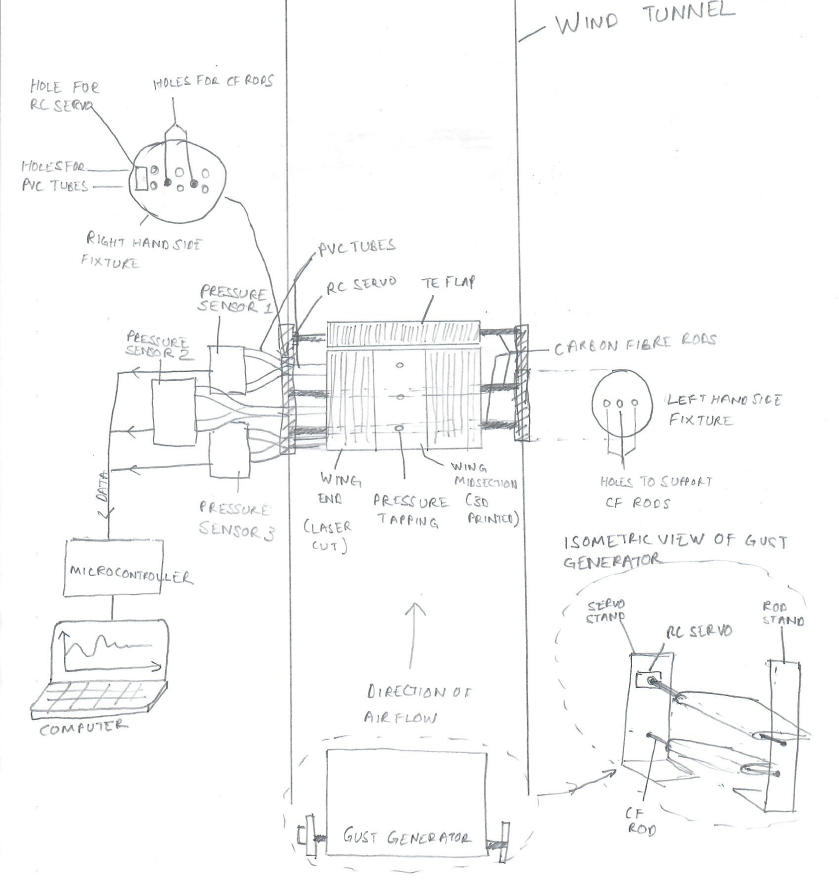 WIND TUNNEL
HOLE FOR
RC SERVO
HOLES FOR CF RODS
HOLES FOR
PVC TUBES
RIGHT HAND SIDE
FIXTURE
PVC TUBES
RC SERVO
TE FLAP
PRESSURE
SENSOR 1
PRESSURE
SENSOR 2
CARBON FIBRE RODS
LEFT HAND SIDE
FIXTURE
HOLES TO SUPPORT
CF RODS
PRESSURE
SENSOR 3
WING
END
(LASER
CUT)
PRESSURE
TAPPING
WING
MIDSECTION
(3D
PRINTED)
DATA
MICROCONTROLLER
COMPUTER
DIRECTION OF
AIRFLOW
GUST GENERATOR
ISOMETRIC VIEW OF GUST
GENERATOR
SERVO
STAND
RC SERVO
ROD
STAND
CF
ROD